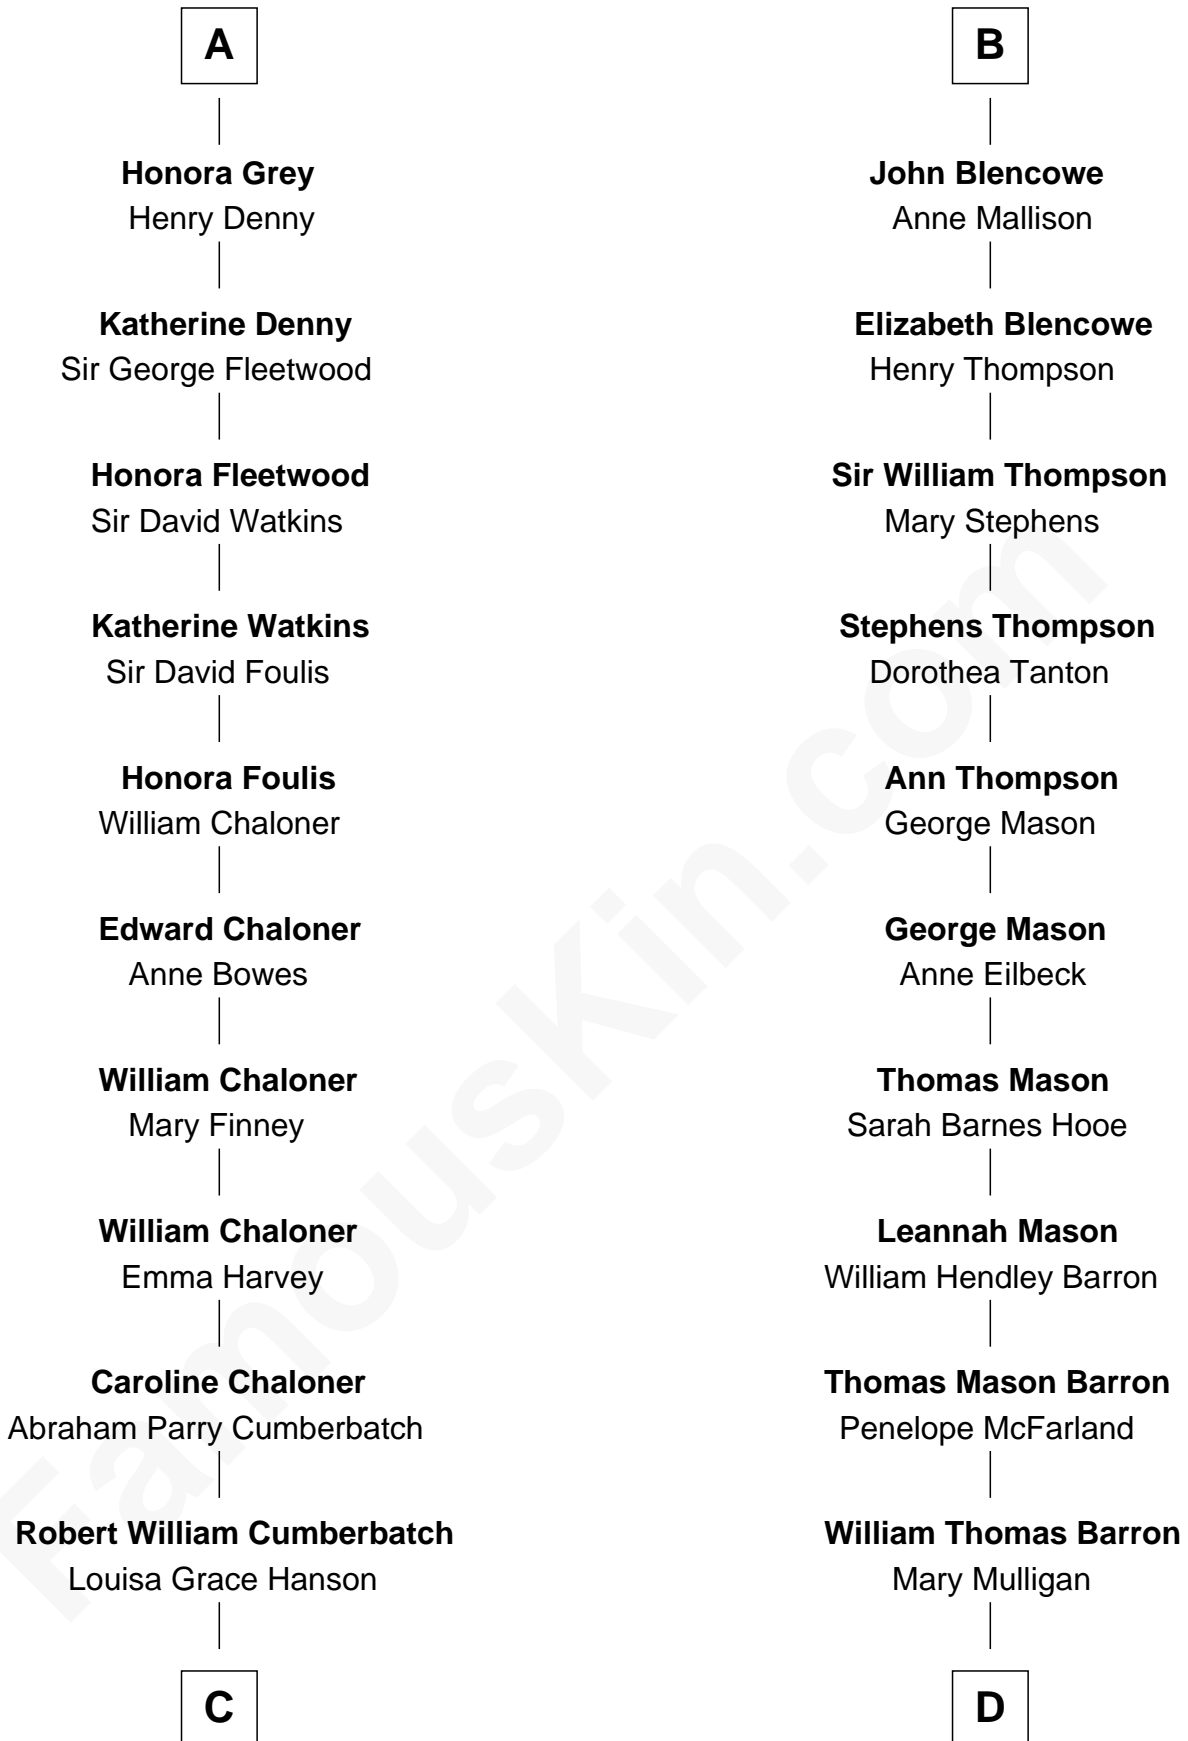 A
Honora Grey
Henry Denny
Katherine Denny
Sir George Fleetwood
Honora Fleetwood
Sir David Watkins
Katherine Watkins
Sir David Foulis
Honora Foulis
William Chaloner
Edward Chaloner
Anne Bowes
William Chaloner
Mary Finney
William Chaloner
Emma Harvey
Caroline Chaloner
Abraham Parry Cumberbatch
Robert William Cumberbatch
Louisa Grace Hanson
C
B
John Blencowe
Anne Mallison
Elizabeth Blencowe
Henry Thompson
Sir William Thompson
Mary Stephens
Stephens Thompson
Dorothea Tanton
Ann Thompson
George Mason
George Mason
Anne Eilbeck
Thomas Mason
Sarah Barnes Hooe
Leannah Mason
William Hendley Barron
Thomas Mason Barron
Penelope McFarland
William Thomas Barron
Mary Mulligan
D
FamousKin.com